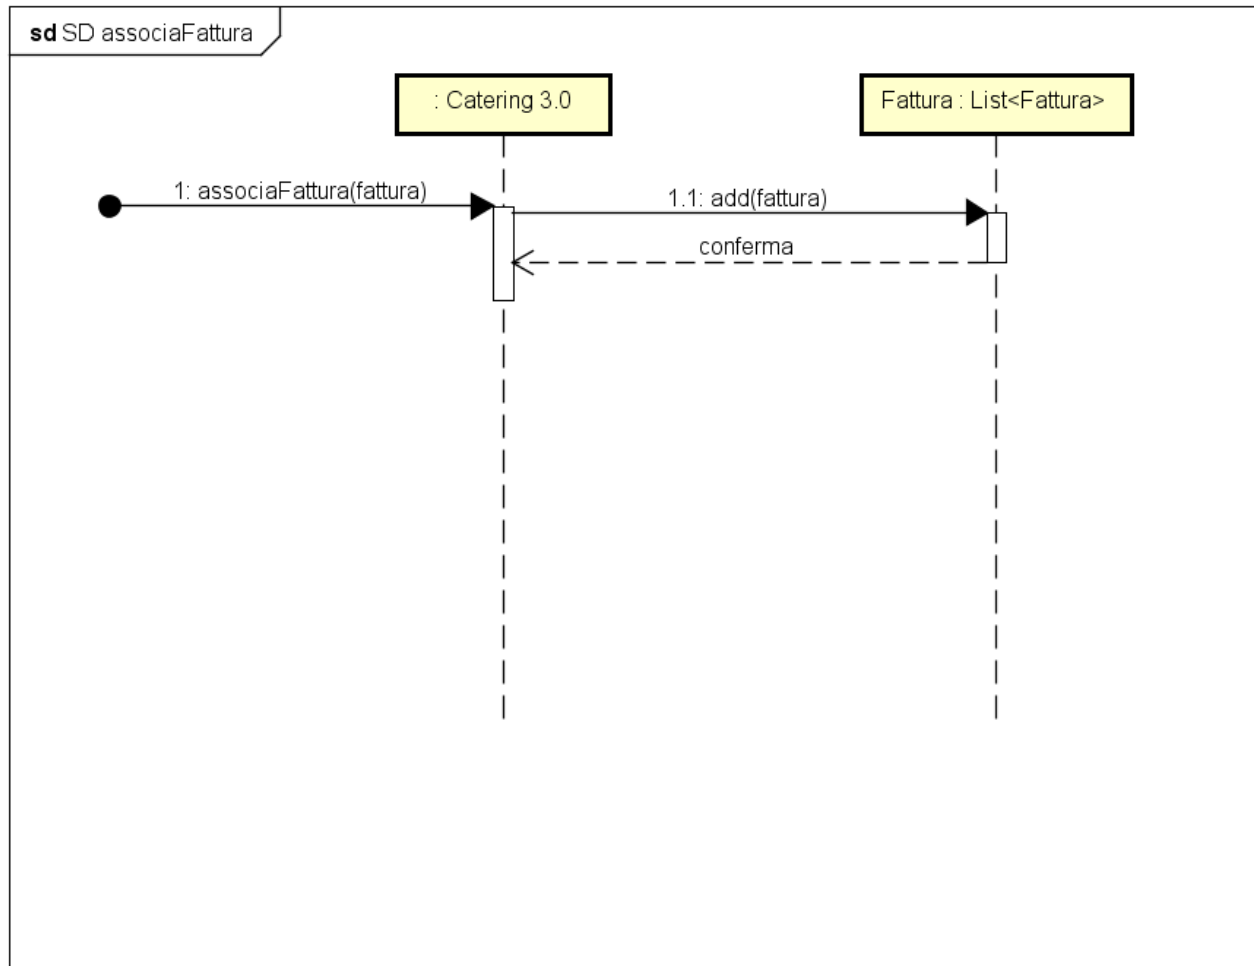 sd SD associaFattura
: Catering 3.0
Fattura : List<Fattura>
1: associaFattura(fattura)
1.1: add(fattura)
conferma